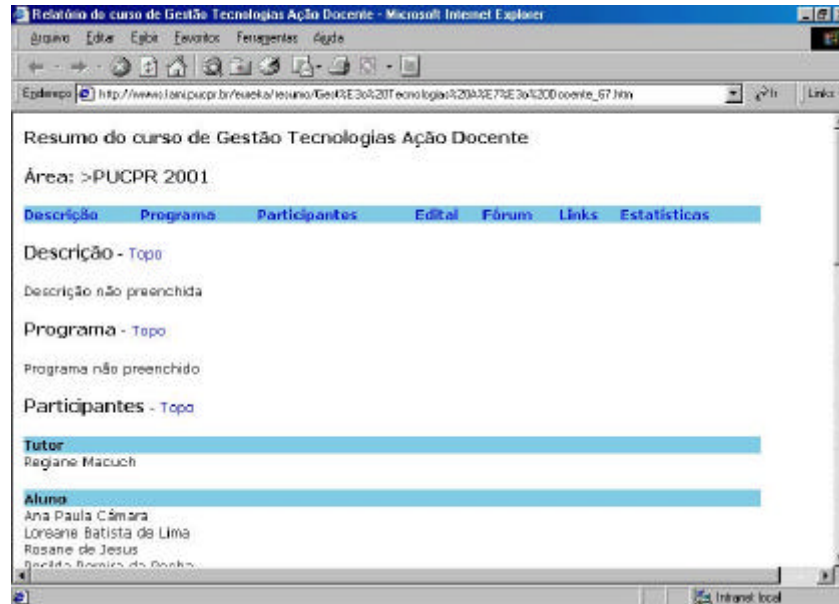 Relatório do curso de Gestão Tecnologias Ação Docente - Microsoft Internet Explorer
Arquivo Editar Exibir Favoritos Ferramentas Ajuda
Endereço Ir Links
Resumo do curso de Gestão Tecnologias Ação Docente
Área: >PUCPR 2001
Descrição Programa Participantes Edital Fórum Links Estatísticas
Descrição - Topo
Descrição não preenchida
Programa - Topo
Programa não preenchido
Participantes - Topo
Tutor
Regiane Macuch
Aluno
Ana Paula Câmara
Loreane Batista de Lima
Rosane de Jesus
Intranet local